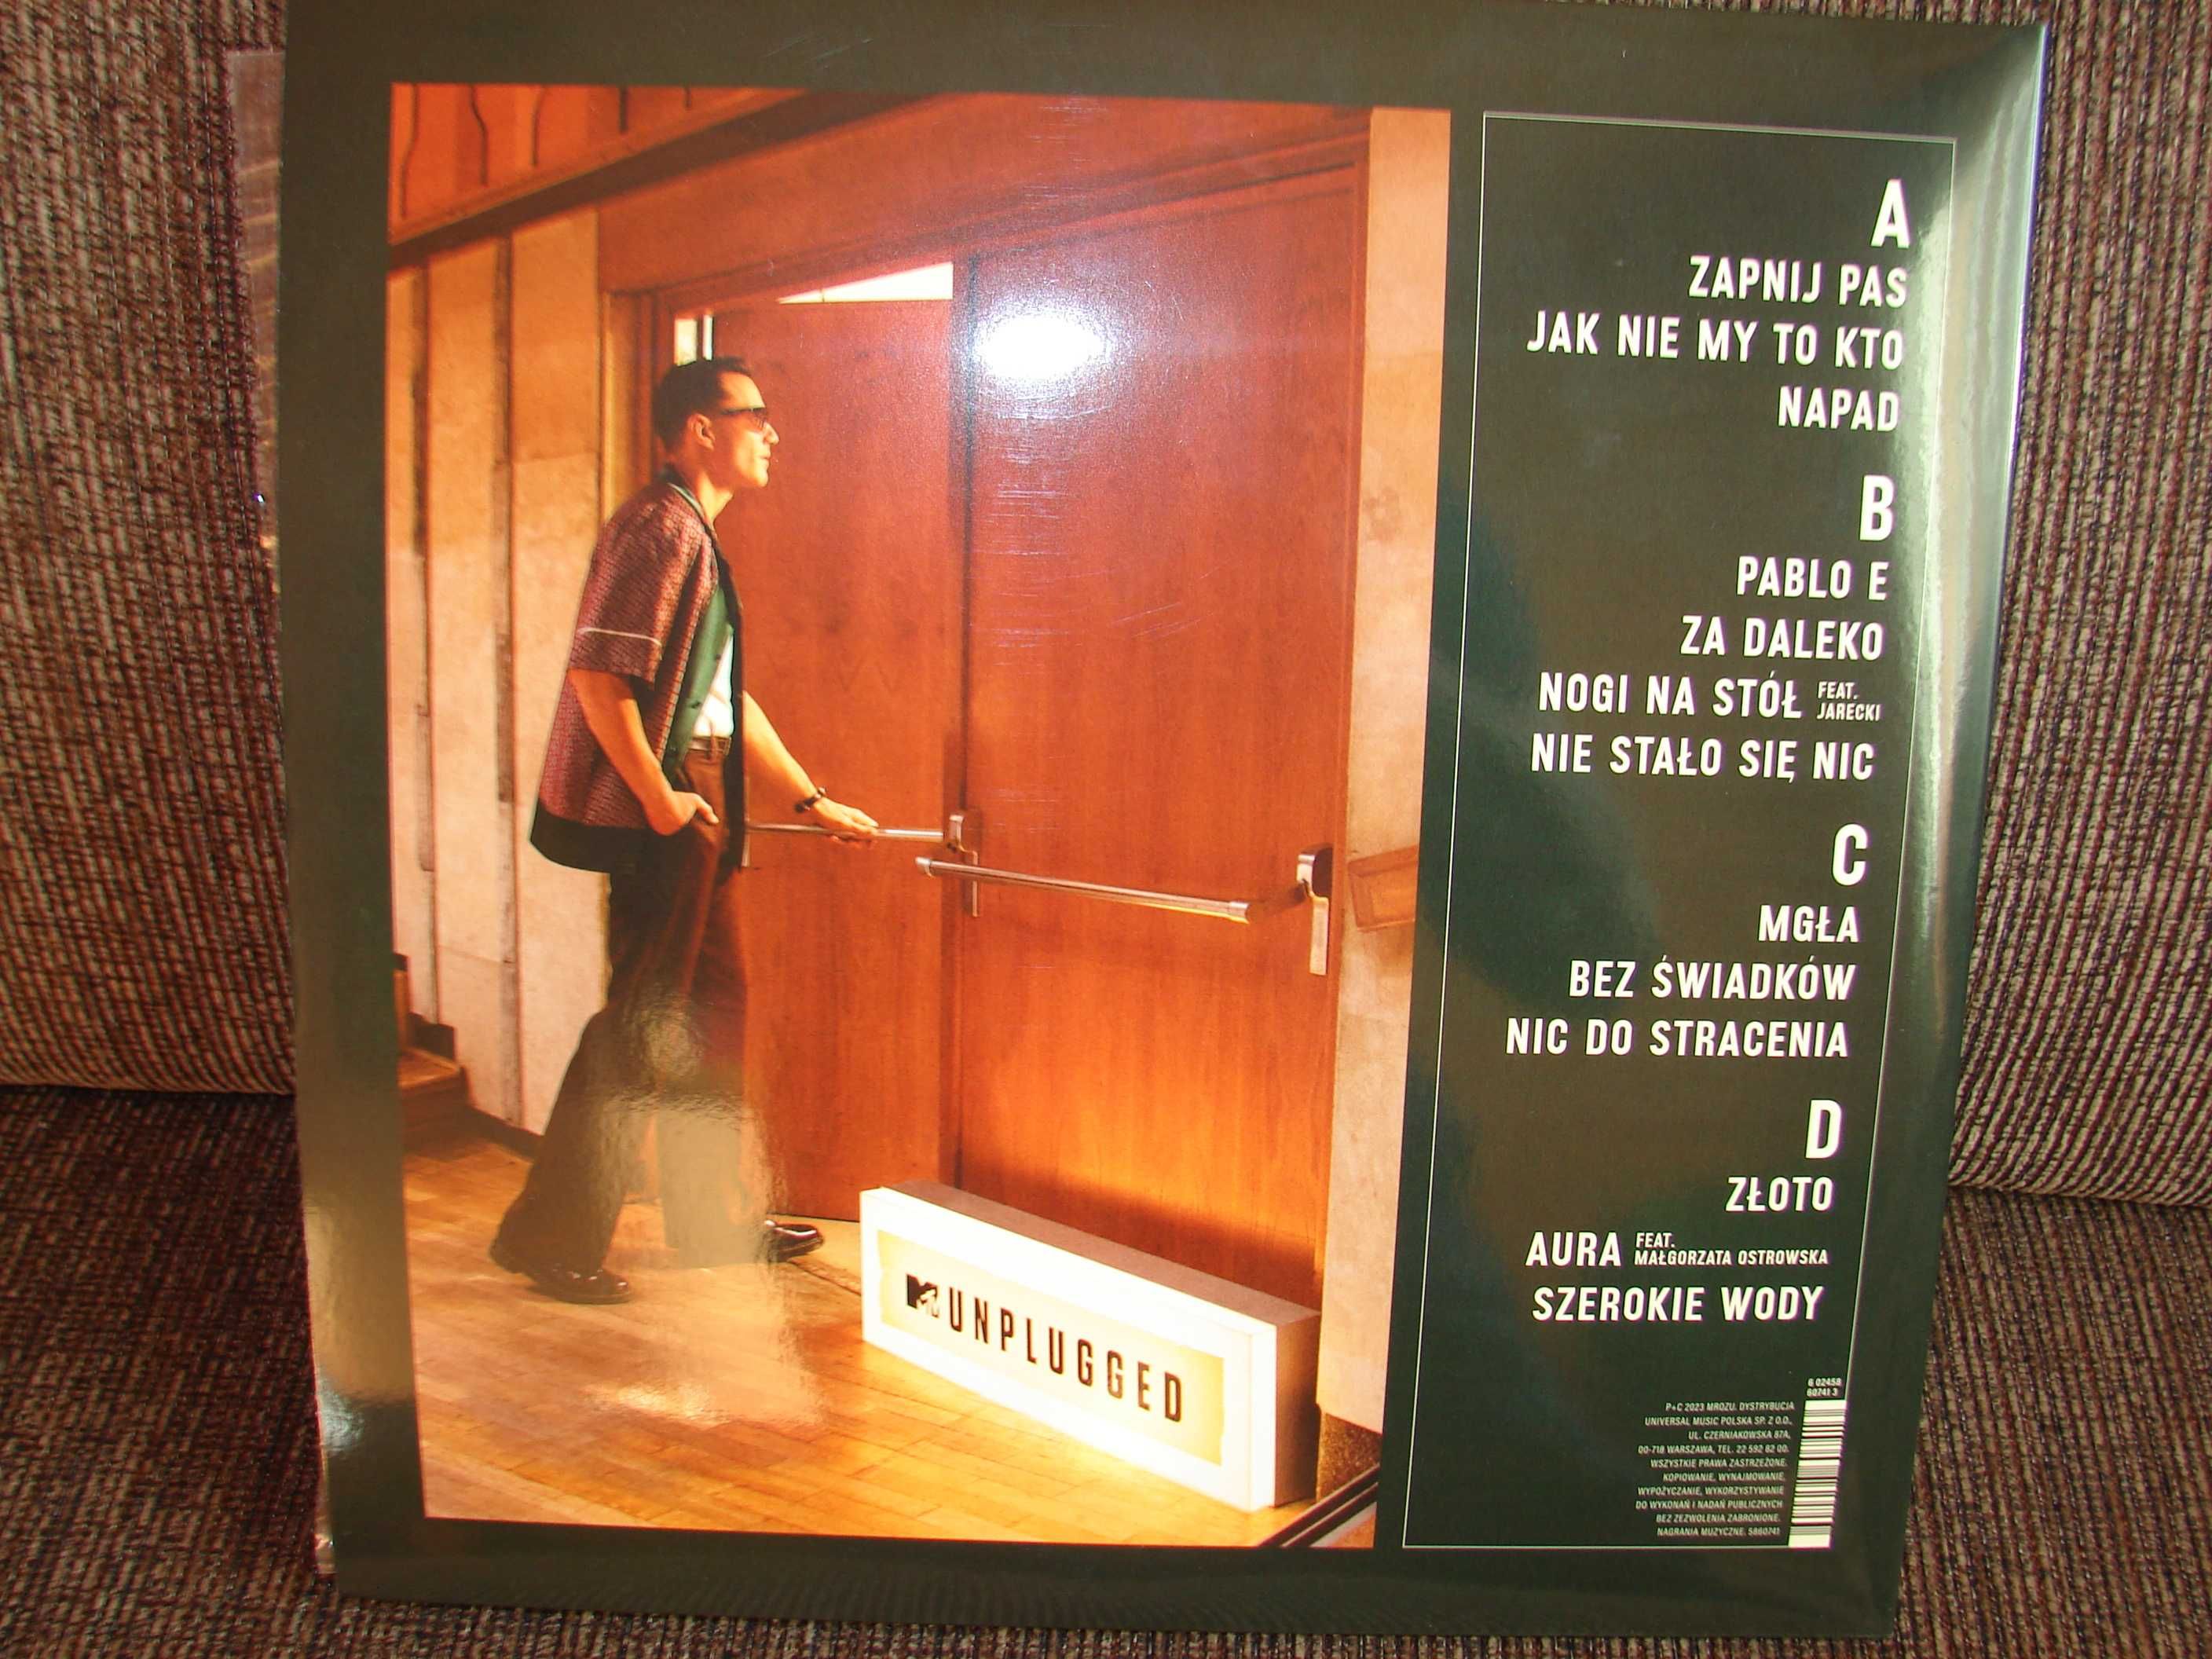 A
ZAPNIJ PAS
JAK NIE MY TO KTO
NAPAD
B
PABLO E
ZA DALEKO
NOGI NA STÓŁ FEAT. JARECKI
NIE STAŁO SIĘ NIC
C
MGŁA
BEZ ŚWIADKÓW
NIC DO STRACENIA
D
ZŁOTO
AURA FEAT. MAŁGORZATA OSTROWSKA
SZEROKIE WODY
MTV UNPLUGGED
6 02458
60741 3
P+C 2023 MROZU. DYSTRYBUCJA
UNIVERSAL MUSIC POLSKA SP. Z O.O.,
UL. CZERNIAKOWSKA 87A,
00-718 WARSZAWA, TEL. 22 592 82 00.
WSZYSTKIE PRAWA ZASTRZEŻONE.
KOPIOWANIE, WYNAJMOWANIE,
WYPOŻYCZANIE, WYKORZYSTYWANIE
DO WYKONAŃ I NADAŃ PUBLICZNYCH
BEZ ZEZWOLENIA ZABRONIONE.
NAGRANIA MUZYCZNE. 5860741